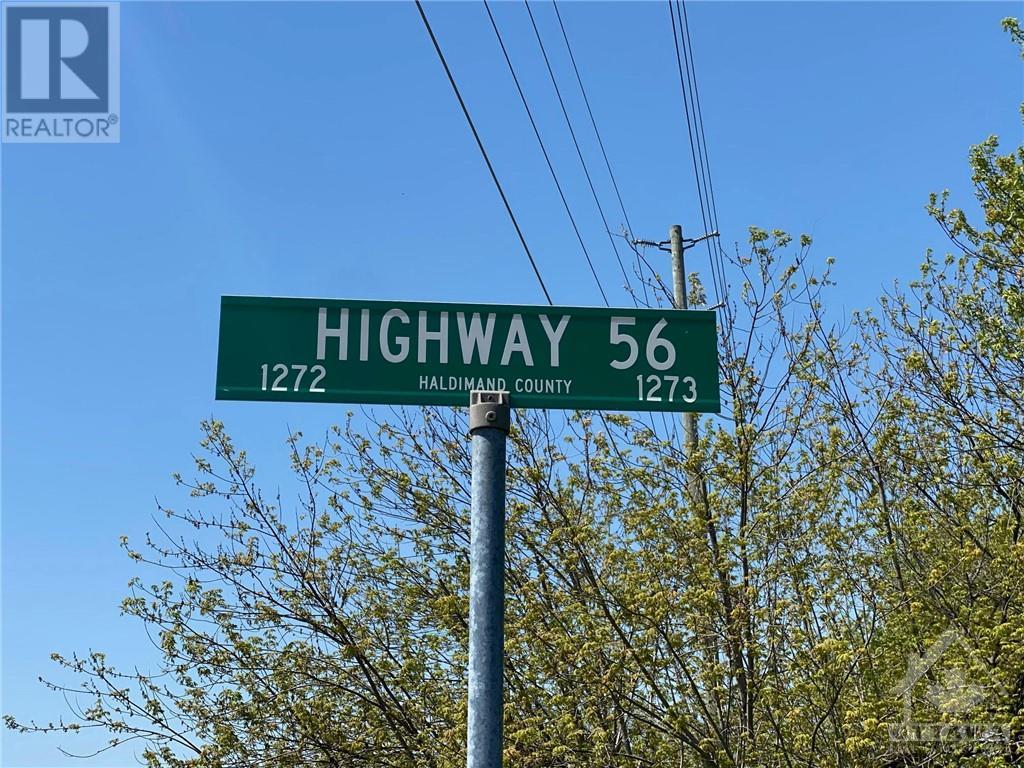 R
REALTOR®
HIGHWAY 56
1272 HALDIMAND COUNTY 1273